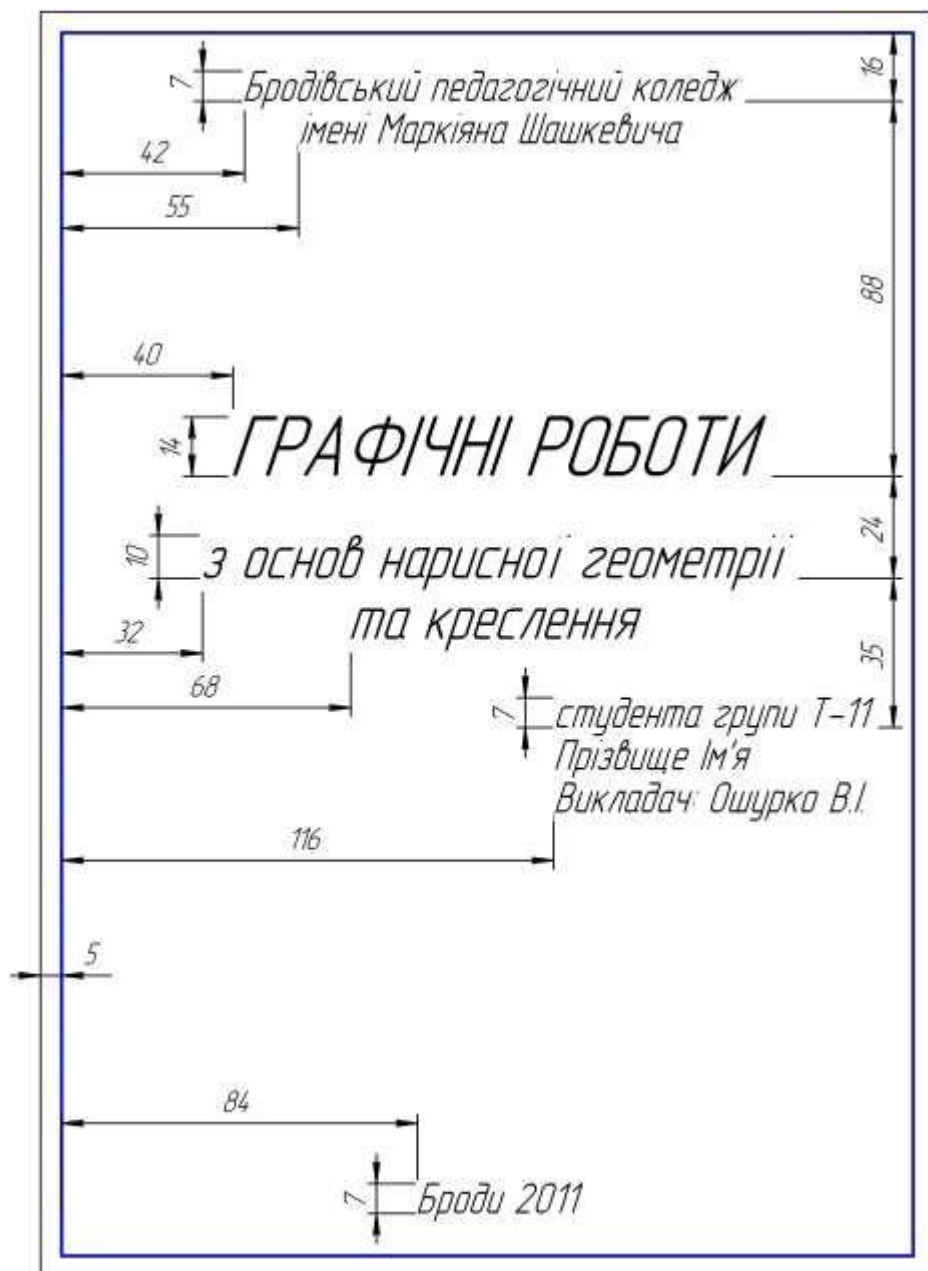 16
7
Бродівський педагогічний коледж
імені Маркіяна Шашкевича
42
55
88
40
14
ГРАФІЧНІ РОБОТИ
24
10
з основ нарисної геометрії
та креслення
32
35
68
7
студента групи Т-11
Прізвище Ім'я
Викладач: Ошурко В.І.
116
5
84
7
Броди 2011